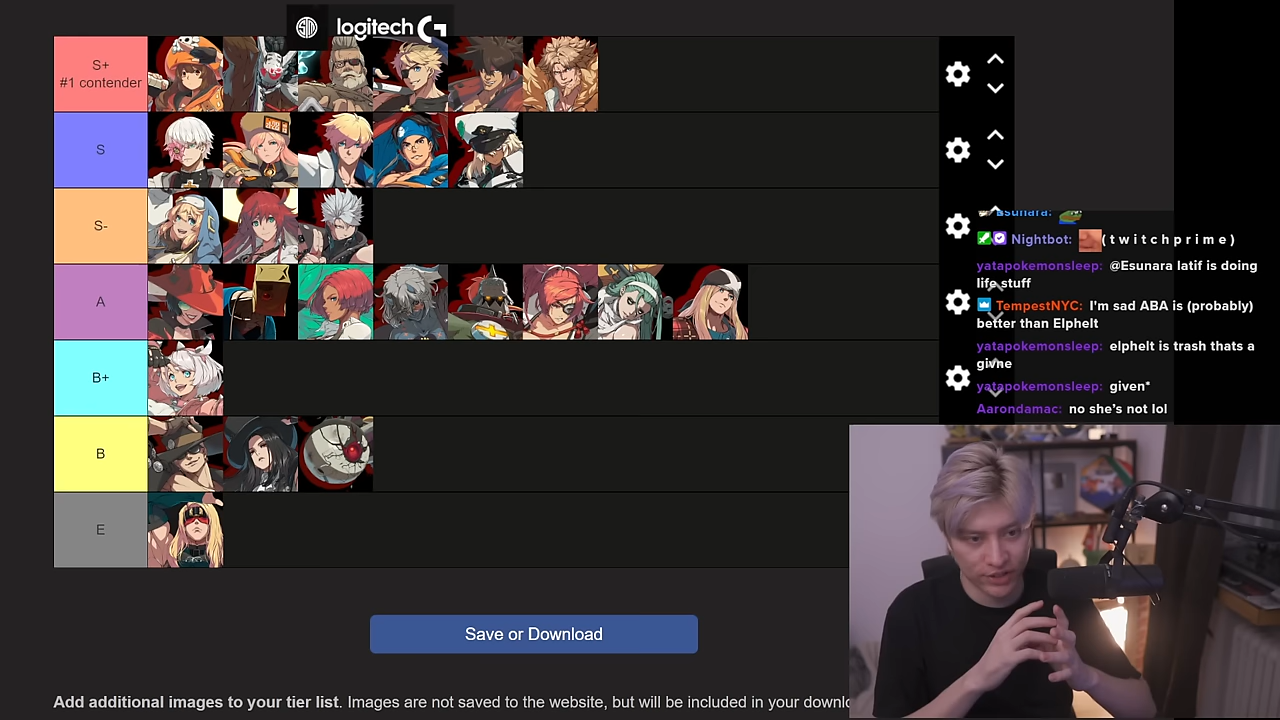 logitech G
S+
#1 contender
S
S-
A
B+
B
E
Esunara:
Nightbot: ( t w i t c h p r i m e )
yatapokemonsleep: @Esunara latif is doing
life stuff
TempestNYC: I'm sad ABA is (probably)
better than Elphelt
yatapokemonsleep: elphelt is trash thats a
givne
yatapokemonsleep: given*
Aarondamac: no she's not lol
Save or Download
Add additional images to your tier list. Images are not saved to the website, but will be included in your downlo